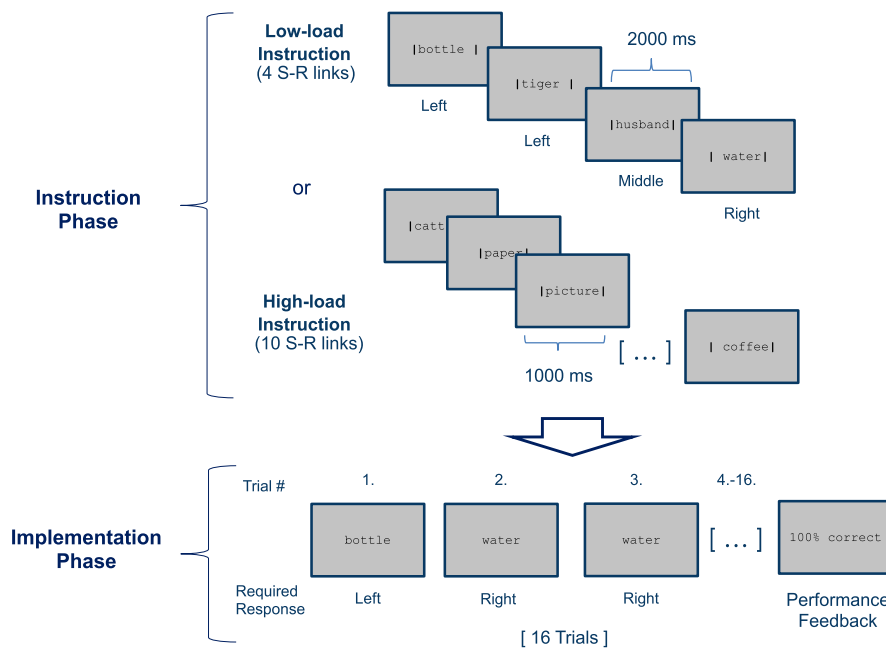 Low-load
Instruction
(4 S-R links)
|bottle |
Left
|tiger |
Left
2000 ms
|husband|
Middle
| water|
Right
Instruction
Phase
or
|catt
|paper|
|picture|
1000 ms
High-load
Instruction
(10 S-R links)
[ ... ]
| coffee|
Implementation
Phase
Trial #
1.
2.
3.
4.-16.
bottle
water
water
[ ... ]
100% correct
Required
Response
Left
Right
Right
Performance
Feedback
[ 16 Trials ]